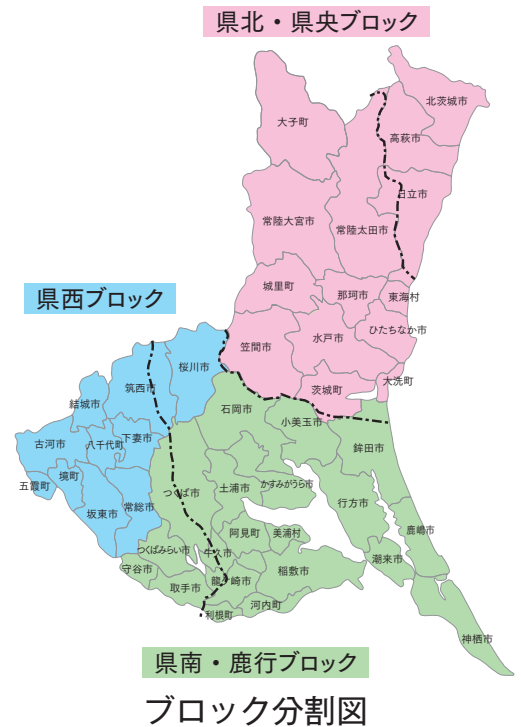 県北・県央ブロック
北茨城市
大子町
高萩市
日立市
常陸大宮市
常陸太田市
城里町
那珂市
東海村
ひたちなか市
水戸市
笠間市
大洗町
茨城町
県西ブロック
桜川市
筑西市
結城市
下妻市
古河市
八千代町
境町
五霞町
坂東市
常総市
石岡市
小美玉市
鉾田市
かすみがうら市
土浦市
つくば市
行方市
鹿嶋市
阿見町
美浦村
つくばみらい市
牛久市
潮来市
守谷市
稲敷市
龍ケ崎市
取手市
河内町
利根町
神栖市
県南・鹿行ブロック
ブロック分割図